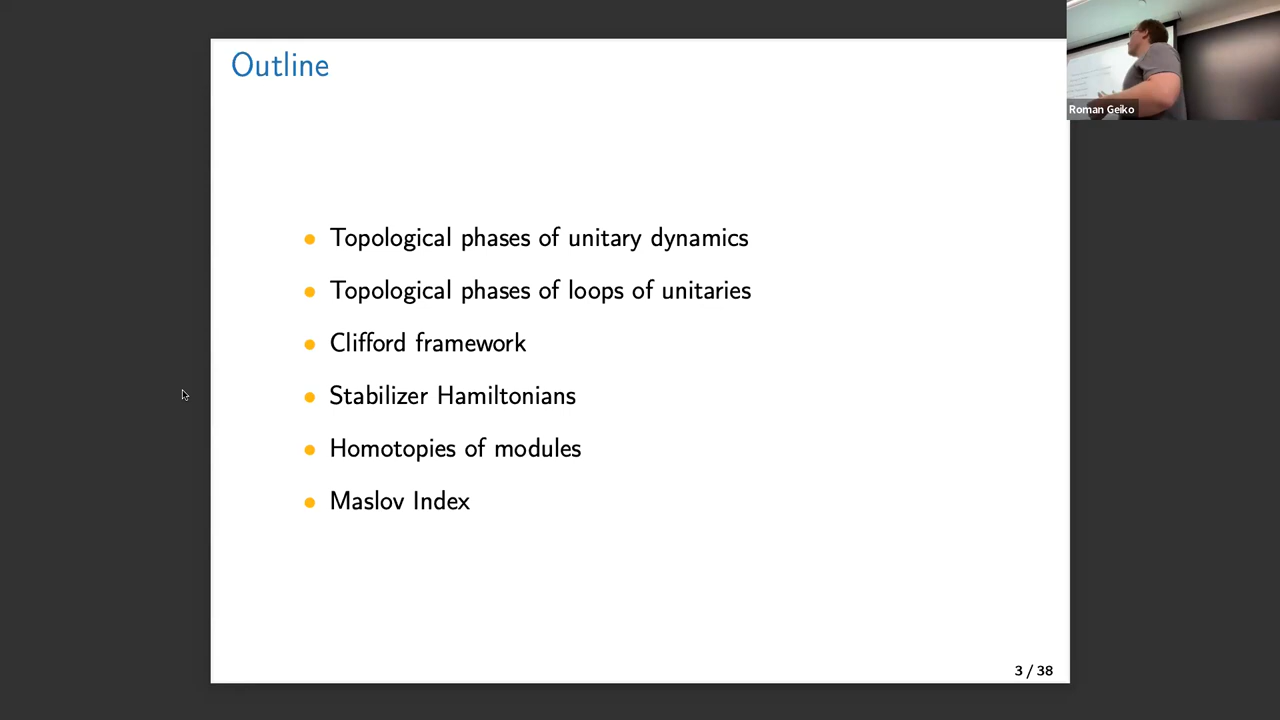 Outline
Roman Geiko
Topological phases of unitary dynamics
Topological phases of loops of unitaries
Clifford framework
Stabilizer Hamiltonians
Homotopies of modules
Maslov Index
3 / 38